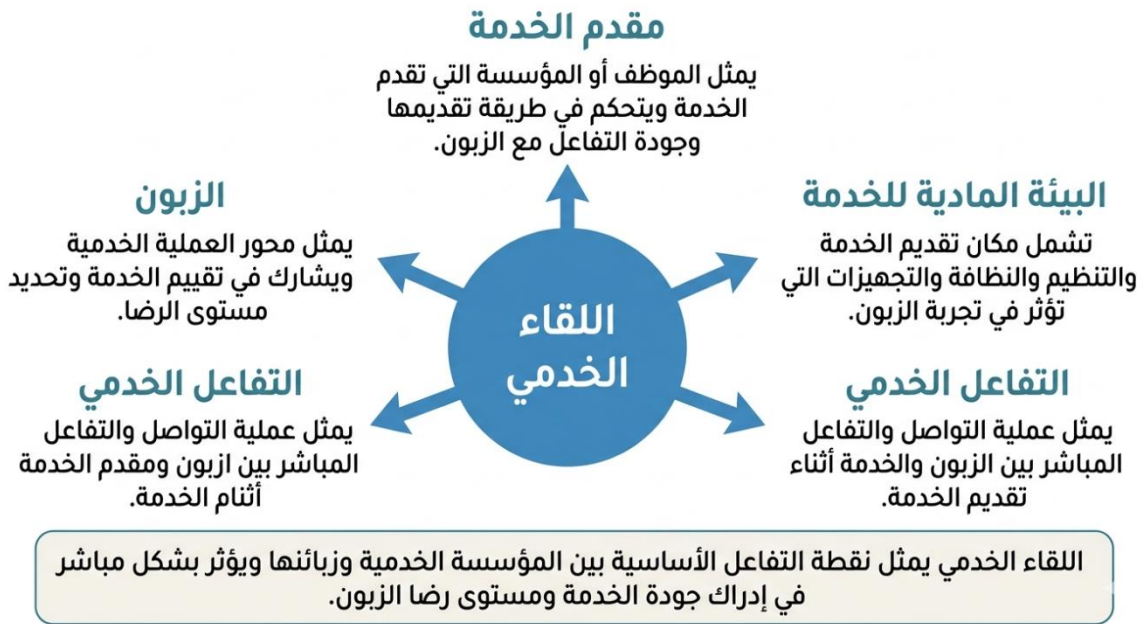 مقدم الخدمة
يمثل الموظف أو المؤسسة التي تقدم
الخدمة ويتحكم في طريقة تقديمها
وجودة التفاعل مع الزبون.
البيئة المادية للخدمة
تشمل مكان تقديم الخدمة
والتنظيم والنظافة والتجهيزات التي
تؤثر في تجربة الزبون.
الزبون
يمثل محور العملية الخدمية
ويشارك في تقييم الخدمة وتحديد
مستوى الرضا.
اللقاء
الخدمي
التفاعل الخدمي
يمثل عملية التواصل والتفاعل
المباشر بين الزبون والخدمة أثناء
تقديم الخدمة.
التفاعل الخدمي
يمثل عملية التواصل والتفاعل
المباشر بين ازبون ومقدم الخدمة
أثنام الخدمة.
اللقاء الخدمي يمثل نقطة التفاعل الأساسية بين المؤسسة الخدمية وزبائنها ويؤثر بشكل مباشر
في إدراك جودة الخدمة ومستوى رضا الزبون.